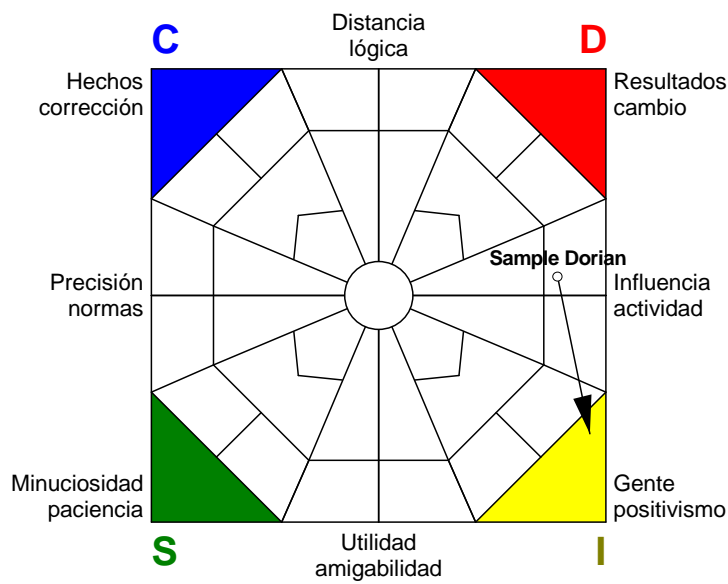 C
Distancia
lógica
D
Hechos
corrección
Resultados
cambio
Sample Dorian
Precisión
normas
Influencia
actividad
Minuciosidad
paciencia
Gente
positivismo
S
Utilidad
amigabilidad
I